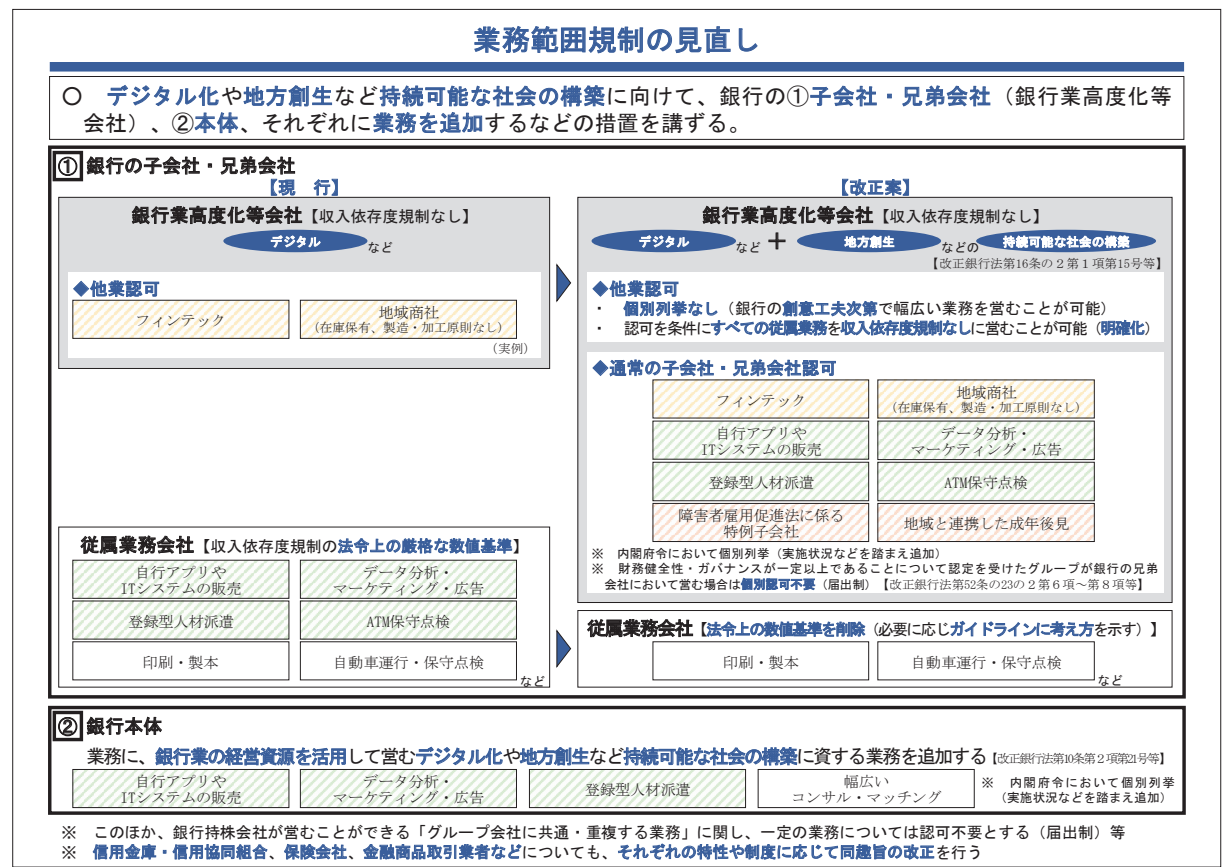 業務範囲規制の見直し
○ デジタル化や地方創生など持続可能な社会の構築に向けて、銀行の①子会社・兄弟会社（銀行業高度化等
会社）、②本体、それぞれに業務を追加するなどの措置を講ずる。
① 銀行の子会社・兄弟会社
【現 行】
銀行業高度化等会社【収入依存度規制なし】
デジタル など
◆他業認可
フィンテック
地域商社
(在庫保有、製造・加工原則なし)
(実例)
従属業務会社【収入依存度規制の法令上の厳格な数値基準】
自行アプリや
ITシステムの販売
データ分析・
マーケティング・広告
登録型人材派遣
ATM保守点検
印刷・製本
自動車運行・保守点検
など
【改正案】
銀行業高度化等会社【収入依存度規制なし】
デジタル など ＋ 地方創生 などの 持続可能な社会の構築
【改正銀行法第16条の２第１項第15号等】
◆他業認可
・ 個別列挙なし（銀行の創意工夫次第で幅広い業務を営むことが可能）
・ 認可を条件にすべての従属業務を収入依存度規制なしに営むことが可能（明確化）
◆通常の子会社・兄弟会社認可
フィンテック
地域商社
(在庫保有、製造・加工原則なし)
自行アプリや
ITシステムの販売
データ分析・
マーケティング・広告
登録型人材派遣
ATM保守点検
障害者雇用促進法に係る
特例子会社
地域と連携した成年後見
※ 内閣府令において個別列挙（実施状況などを踏まえ追加）
※ 財務健全性・ガバナンスが一定以上であることについて認定を受けたグループが銀行の兄弟
会社において営む場合は個別認可不要（届出制）【改正銀行法第52条の23の２第６項～第８項等】
従属業務会社【法令上の数値基準を削除（必要に応じガイドラインに考え方を示す）】
印刷・製本
自動車運行・保守点検
など
② 銀行本体
業務に、銀行業の経営資源を活用して営むデジタル化や地方創生など持続可能な社会の構築に資する業務を追加する【改正銀行法第10条第２項第21号等】
自行アプリや
ITシステムの販売
データ分析・
マーケティング・広告
登録型人材派遣
幅広い
コンサル・マッチング
※ 内閣府令において個別列挙
（実施状況などを踏まえ追加）
※ このほか、銀行持株会社が営むことができる「グループ会社に共通・重複する業務」に関し、一定の業務については認可不要とする（届出制）等
※ 信用金庫・信用協同組合、保険会社、金融商品取引業者などについても、それぞれの特性や制度に応じて同趣旨の改正を行う